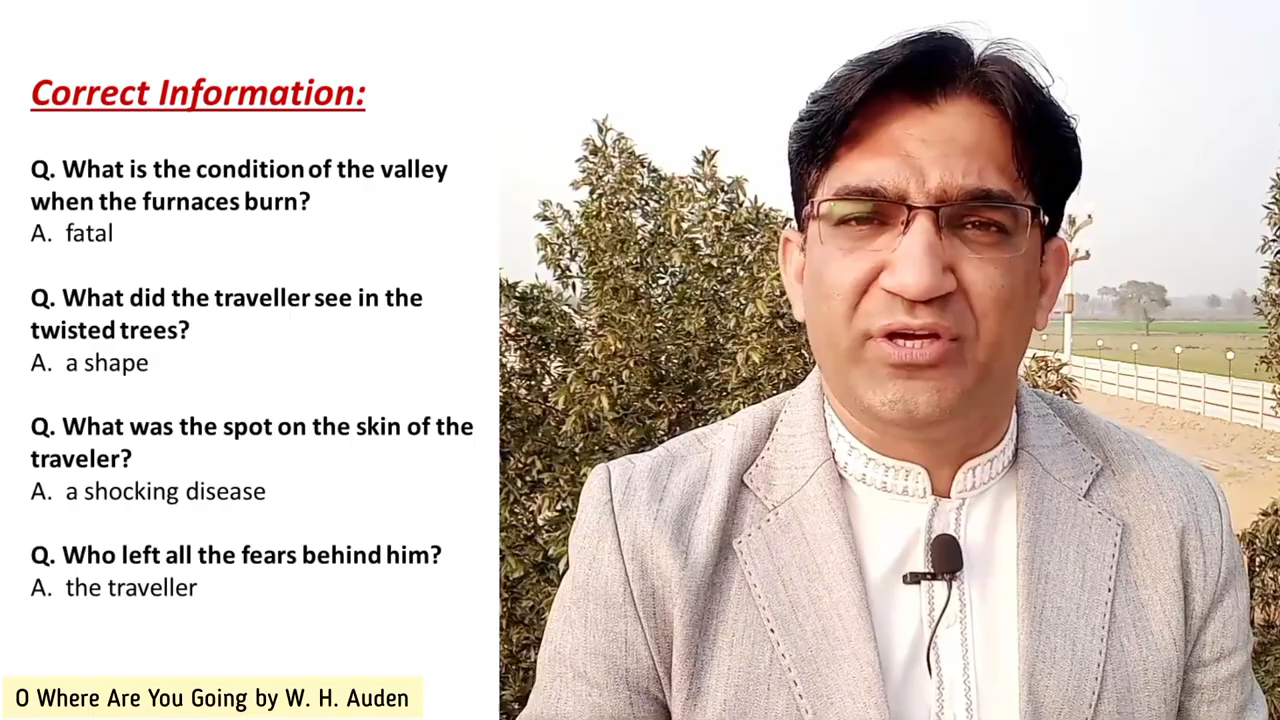 Correct Information:
Q. What is the condition of the valley
when the furnaces burn?
A. fatal
Q. What did the traveller see in the
twisted trees?
A. a shape
Q. What was the spot on the skin of the
traveler?
A. a shocking disease
Q. Who left all the fears behind him?
A. the traveller
O Where Are You Going by W. H. Auden